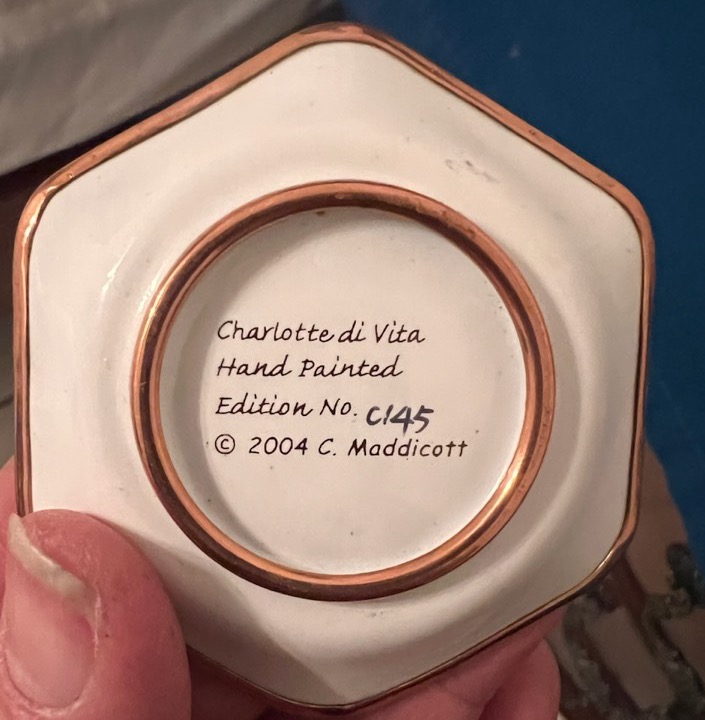 Charlotte di Vita
Hand Painted
Edition No. C145
© 2004 C. Maddicott